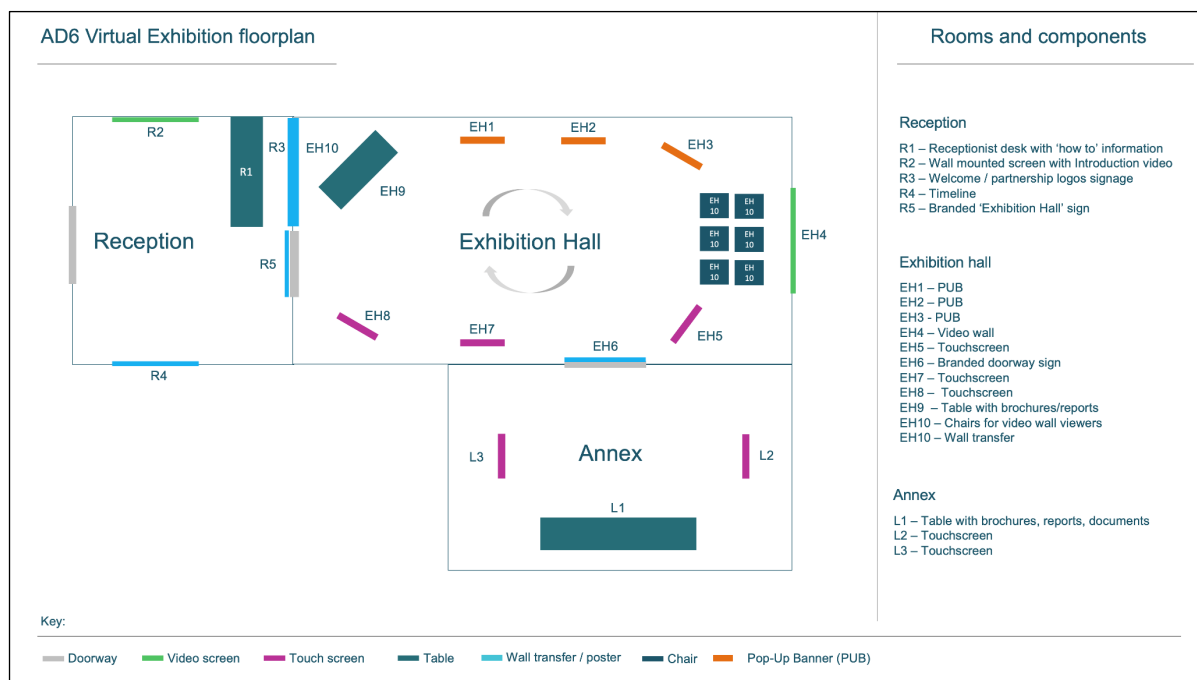 AD6 Virtual Exhibition floorplan
Rooms and components
R2
R1
R3
EH10
EH9
EH1
EH2
EH3
Reception
R5
Exhibition Hall
EH
10
EH
10
EH
10
EH
10
EH
10
EH
10
EH4
EH8
EH7
EH6
EH5
R4
L3
Annex
L2
L1
Reception
R1 – Receptionist desk with ‘how to’ information
R2 – Wall mounted screen with Introduction video
R3 – Welcome / partnership logos signage
R4 – Timeline
R5 – Branded ‘Exhibition Hall’ sign
Exhibition hall
EH1 – PUB
EH2 – PUB
EH3 - PUB
EH4 – Video wall
EH5 – Touchscreen
EH6 – Branded doorway sign
EH7 – Touchscreen
EH8 – Touchscreen
EH9 – Table with brochures/reports
EH10 – Chairs for video wall viewers
EH10 – Wall transfer
Annex
L1 – Table with brochures, reports, documents
L2 – Touchscreen
L3 – Touchscreen
Key:
Doorway
Video screen
Touch screen
Table
Wall transfer / poster
Chair
Pop-Up Banner (PUB)